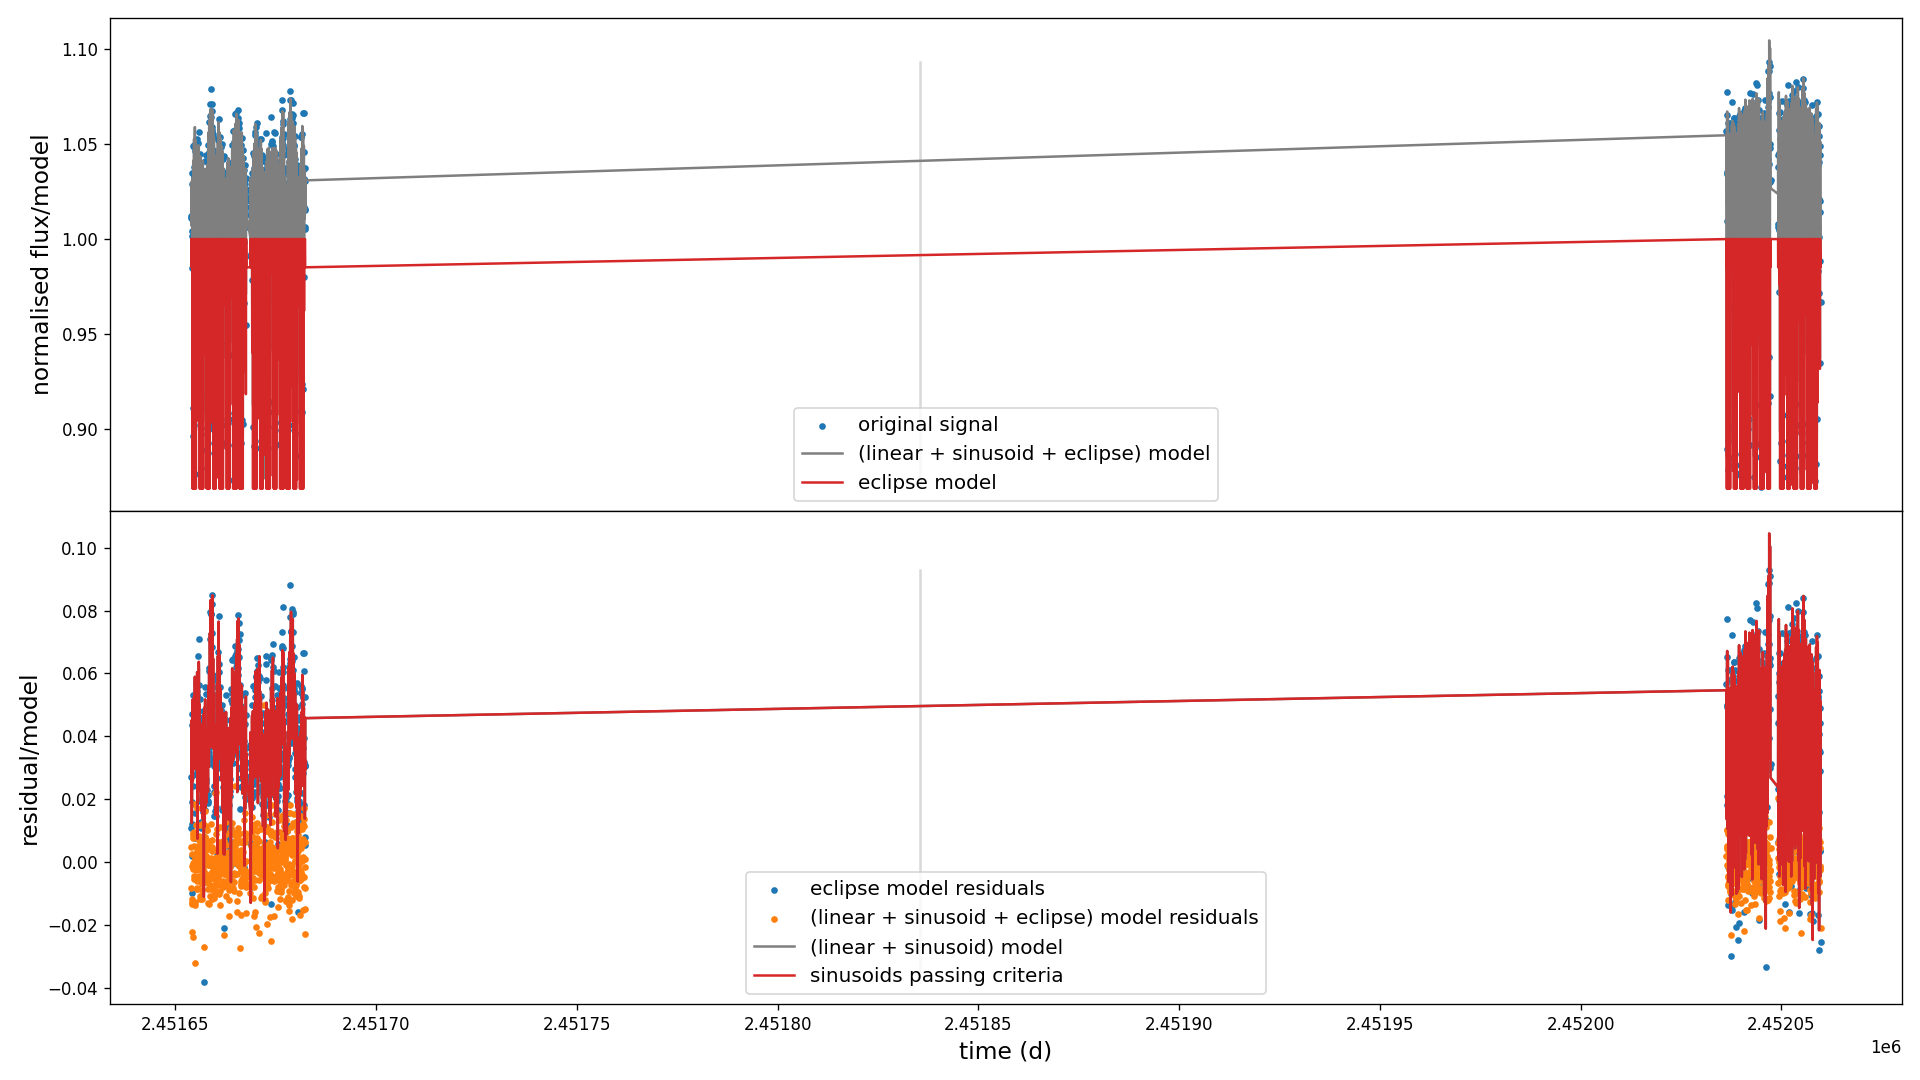 1.10
1.05
1.00
0.95
0.90
normalised flux/model
original signal
(linear + sinusoid + eclipse) model
eclipse model
0.10
0.08
0.06
0.04
0.02
0.00
−0.02
−0.04
residual/model
eclipse model residuals
(linear + sinusoid + eclipse) model residuals
(linear + sinusoid) model
sinusoids passing criteria
2.45165 2.45170 2.45175 2.45180 2.45185 2.45190 2.45195 2.45200 2.45205
1e6
time (d)